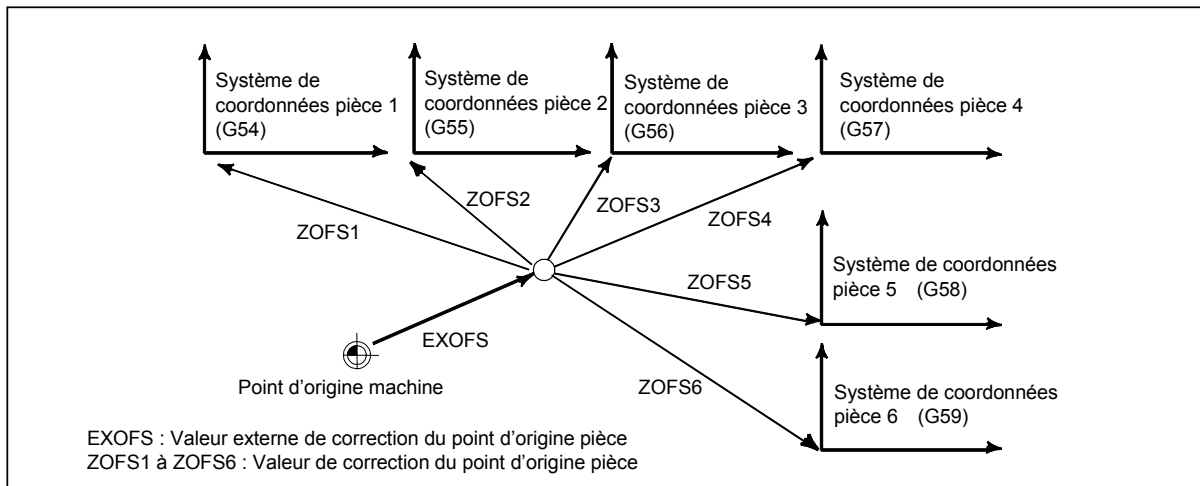 Système de
coordonnées pièce 1
(G54)
Système de
coordonnées pièce 2
(G55)
Système de
coordonnées pièce 3
(G56)
Système de
coordonnées pièce 4
(G57)
ZOFS1
ZOFS2
ZOFS3
ZOFS4
ZOFS5
Système de coordonnées
pièce 5 (G58)
EXOFS
Point d'origine machine
ZOFS6
Système de coordonnées
pièce 6 (G59)
EXOFS : Valeur externe de correction du point d'origine pièce
ZOFS1 à ZOFS6 : Valeur de correction du point d'origine pièce